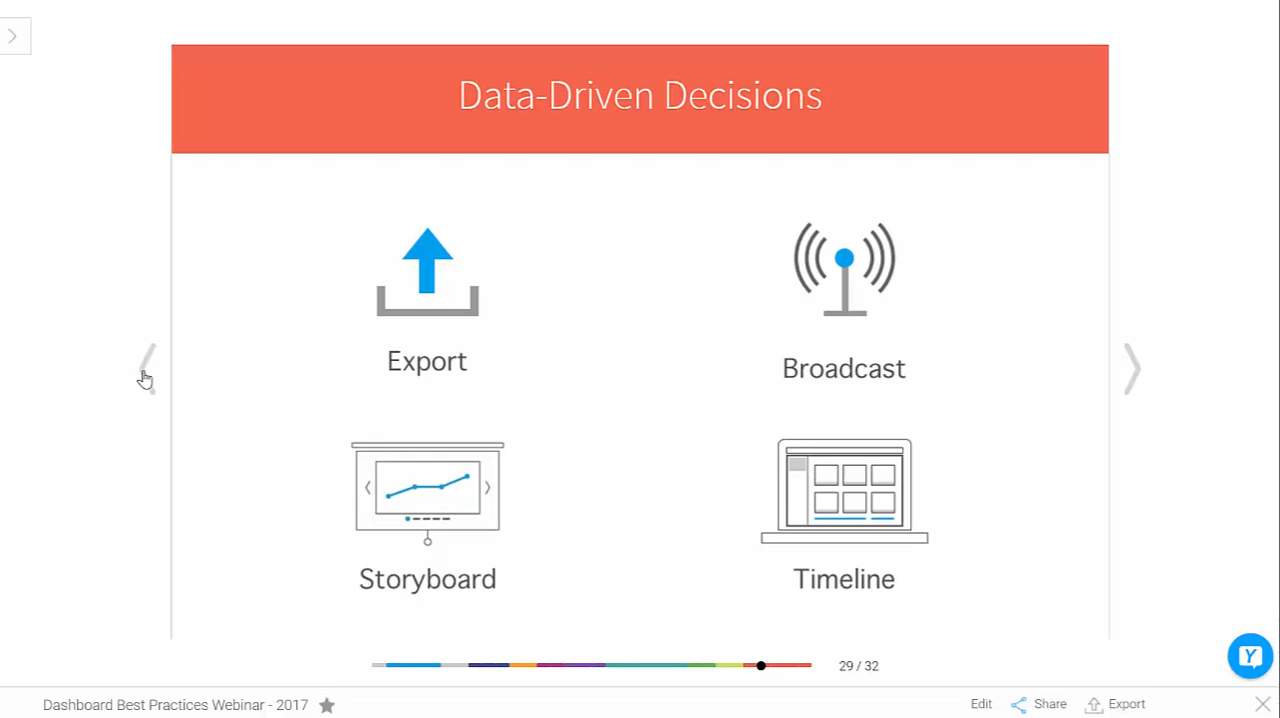 Data-Driven Decisions
Export
Broadcast
Storyboard
Timeline
29 / 32
Y
Dashboard Best Practices Webinar - 2017
Edit
Share
Export